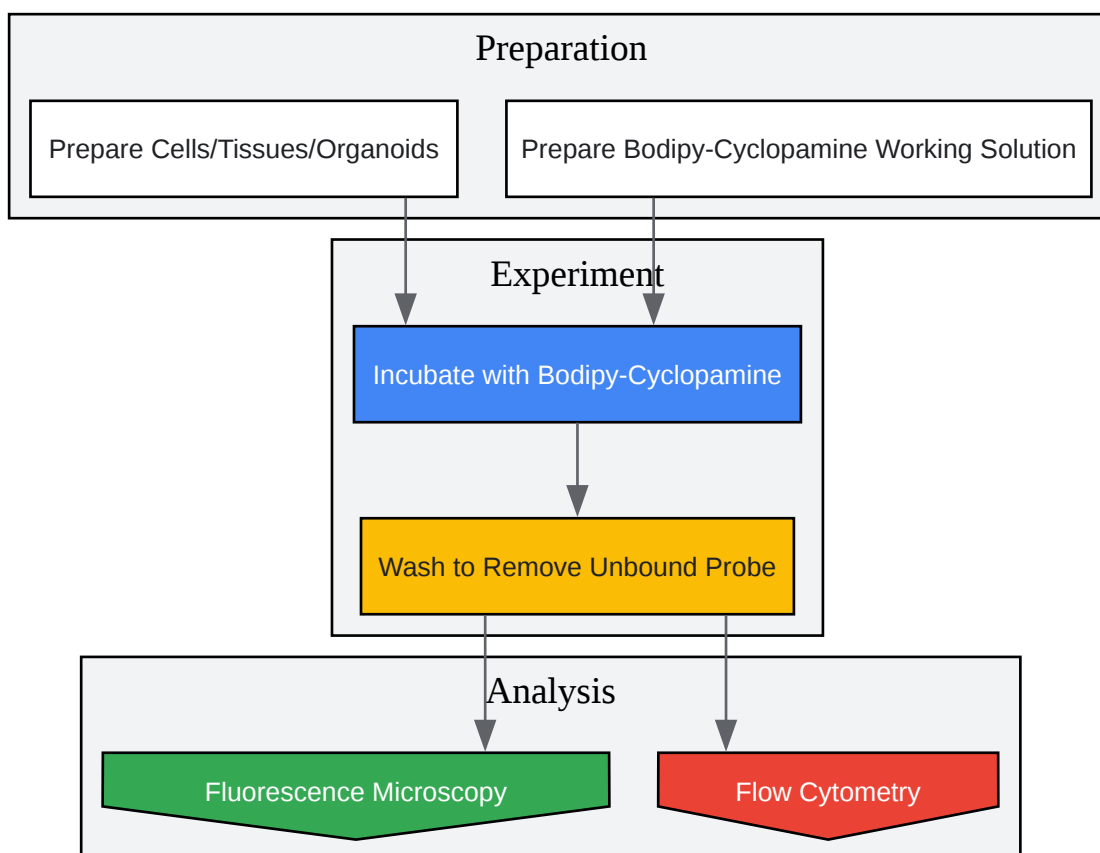 Preparation
Prepare Cells/Tissues/Organoids
Prepare Bodipy-Cyclopamine Working Solution
Experiment
Incubate with Bodipy-Cyclopamine
Wash to Remove Unbound Probe
Analysis
Fluorescence Microscopy
Flow Cytometry